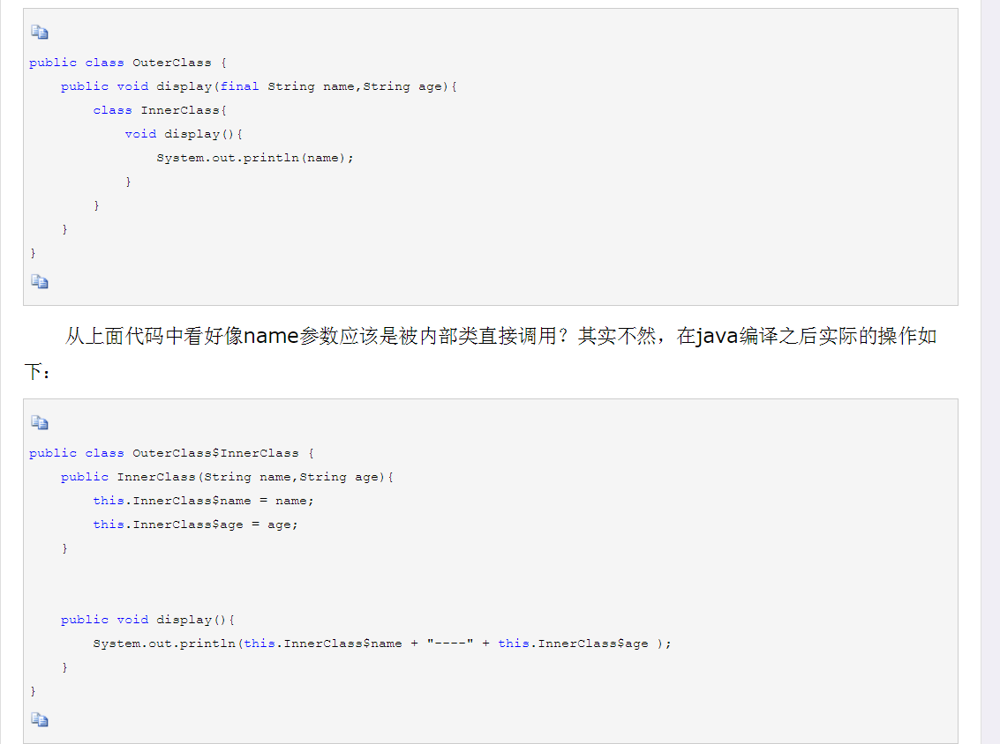 public class OuterClass {
    public void display(final String name,String age){
        class InnerClass{
            void display(){
                System.out.println(name);
            }
        }
    }
}
从上面代码中看好像name参数应该是被内部类直接调用？其实不然，在java编译之后实际的操作如
下：
public class OuterClass$InnerClass {
    public InnerClass(String name,String age){
        this.InnerClass$name = name;
        this.InnerClass$age = age;
    }
    public void display(){
        System.out.println(this.InnerClass$name + "----" + this.InnerClass$age );
    }
}